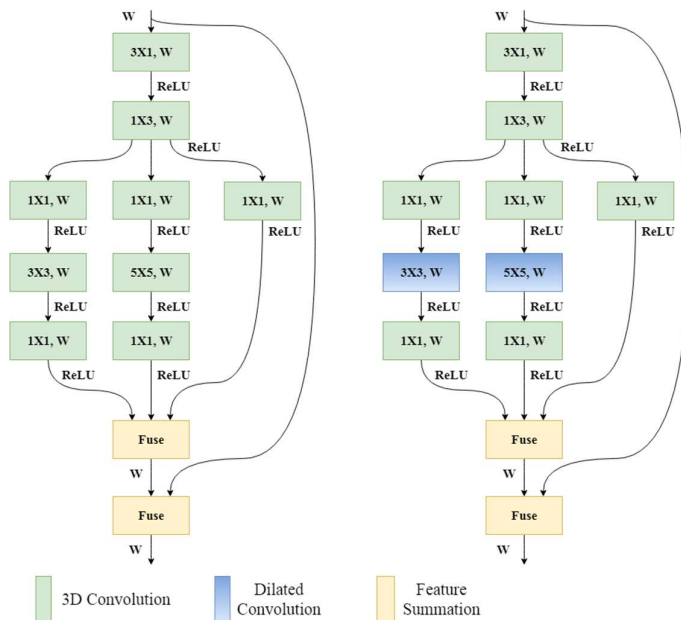 W
3X1, W
ReLU
1X3, W
ReLU
1X1, W
1X1, W
1X1, W
ReLU
ReLU
ReLU
3X3, W
5X5, W
ReLU
ReLU
1X1, W
1X1, W
ReLU
ReLU
Fuse
W
Fuse
W
W
3X1, W
ReLU
1X3, W
ReLU
1X1, W
1X1, W
1X1, W
ReLU
ReLU
ReLU
3X3, W
5X5, W
ReLU
ReLU
1X1, W
1X1, W
ReLU
ReLU
Fuse
W
Fuse
W
3D Convolution
Dilated
Convolution
Feature
Summation